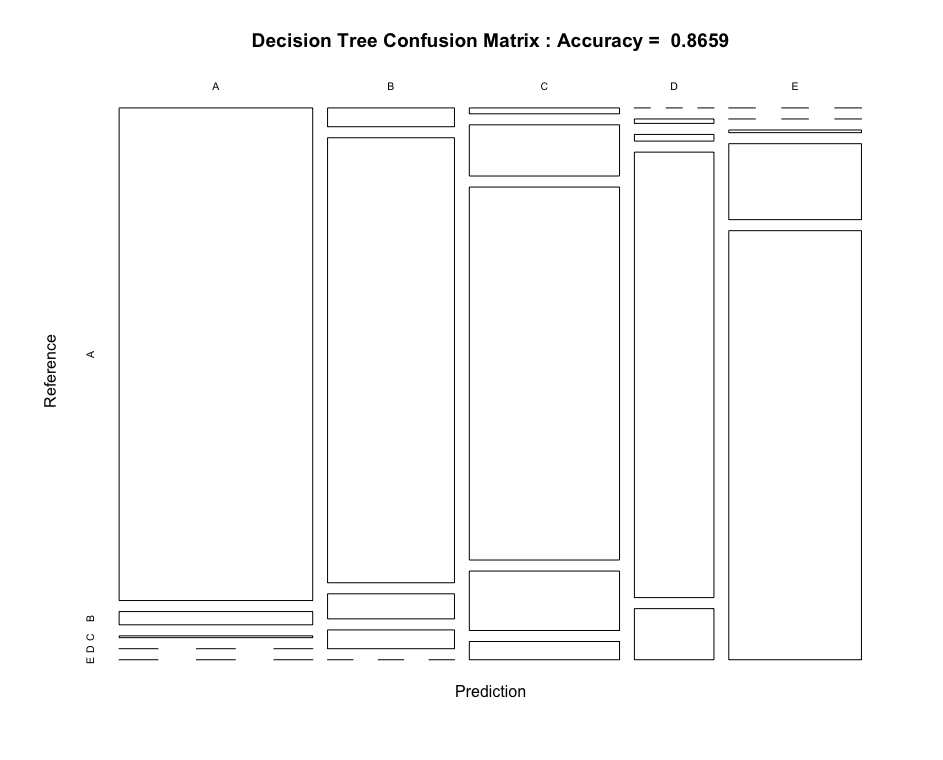 Decision Tree Confusion Matrix : Accuracy =  0.8659
A B C D E
Reference
A
B
C
D
E
Prediction